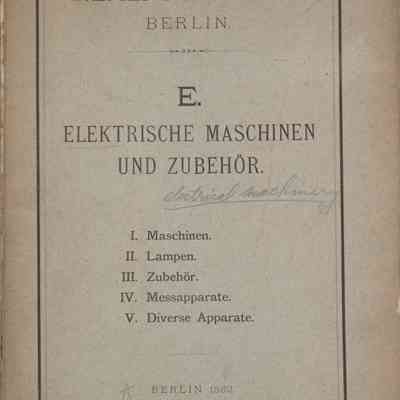 BERLIN.
E.
ELEKTRISCHE MASCHINEN
UND ZUBEHÖR.
electrical machinery
I. Maschinen.
II. Lampen.
III. Zubehör.
IV. Messapparate.
V. Diverse Apparate.
BERLIN